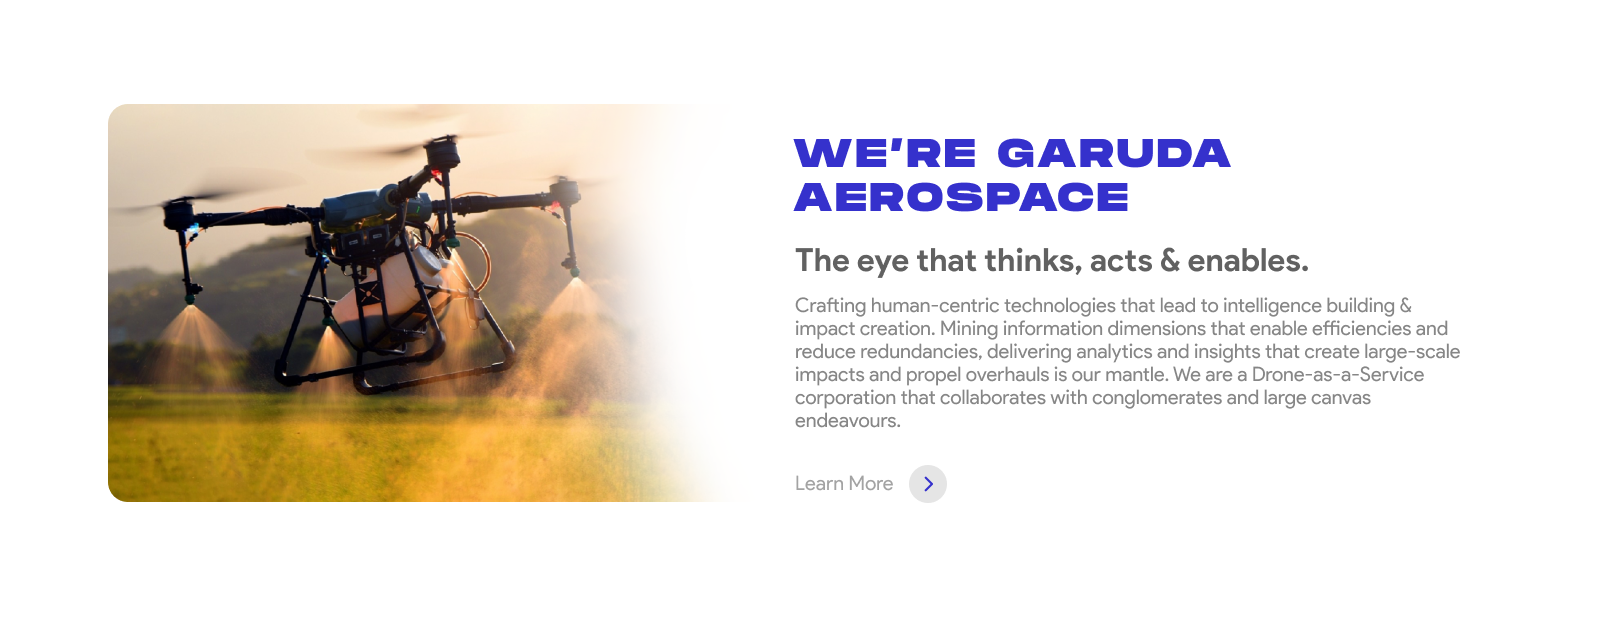 WE'RE GARUDA
AEROSPACE
The eye that thinks, acts & enables.
Crafting human-centric technologies that lead to intelligence building &
impact creation. Mining information dimensions that enable efficiencies and
reduce redundancies, delivering analytics and insights that create large-scale
impacts and propel overhauls is our mantle. We are a Drone-as-a-Service
corporation that collaborates with conglomerates and large canvas
endeavours.
Learn More